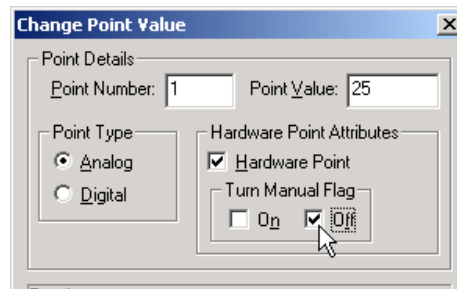 Change Point Value
Point Details
Point Number: 1 Point Value: 25
Point Type Hardware Point Attributes
Analog Hardware Point
Digital Turn Manual Flag
On Off